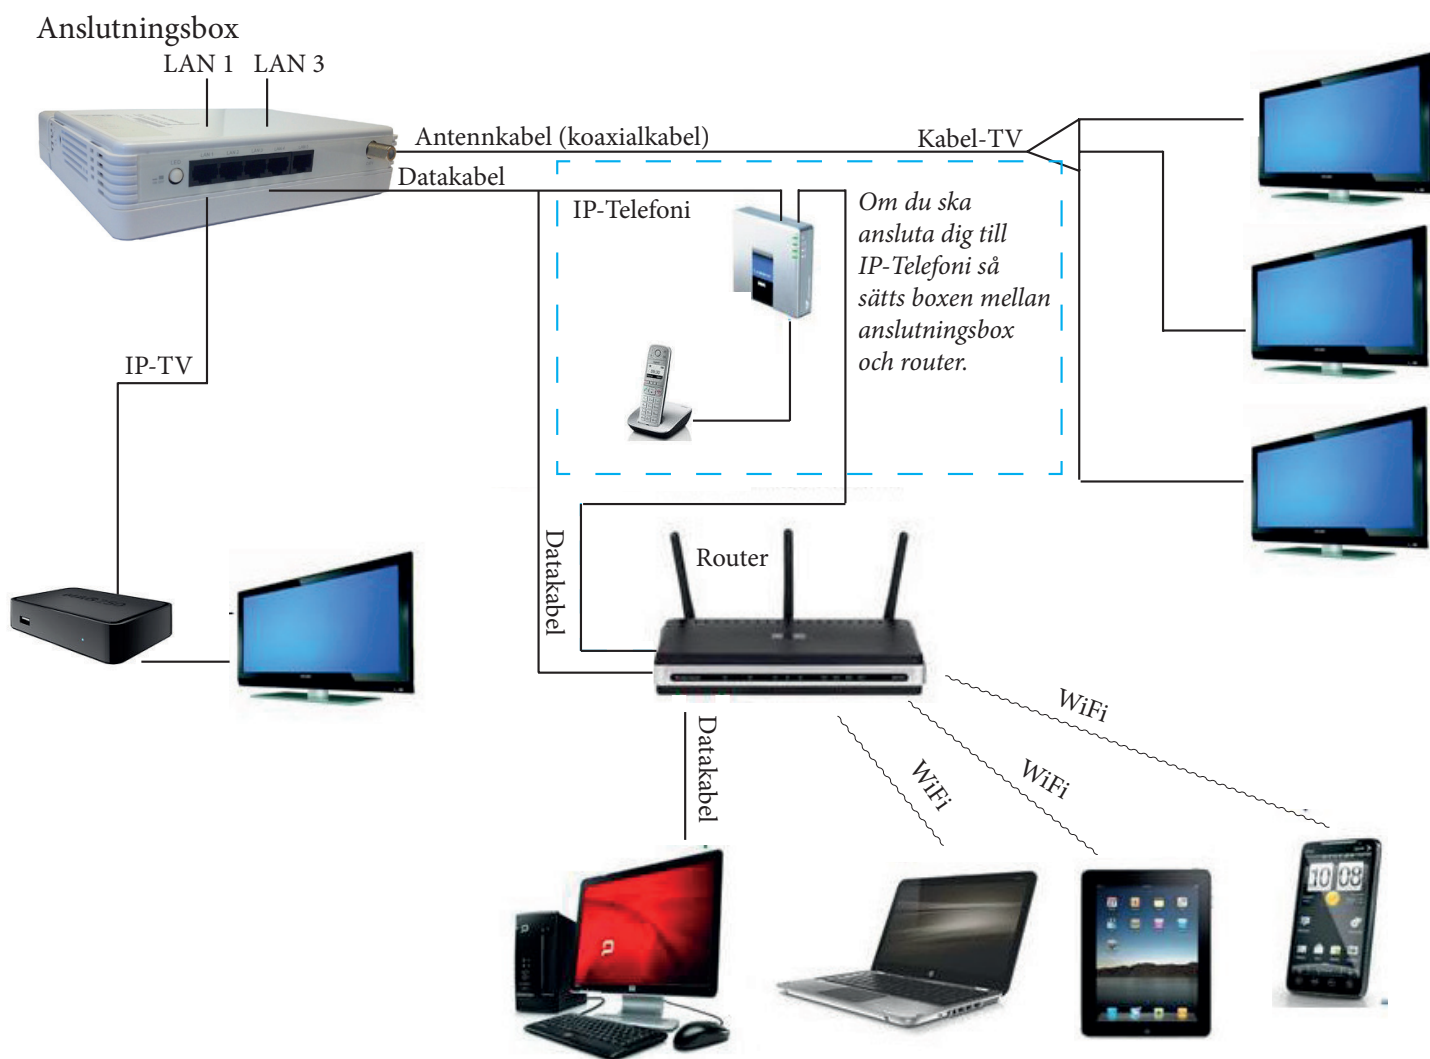 Anslutningsbox
LAN 1
LAN 3
Antennkabel (koaxialkabel)
Kabel-TV
Datakabel
IP-Telefoni
Om du ska
ansluta dig till
IP-Telefoni så
sätts boxen mellan
anslutningsbox
och router.
IP-TV
Datakabel
Router
Datakabel
WiFi
WiFi
WiFi
10 08